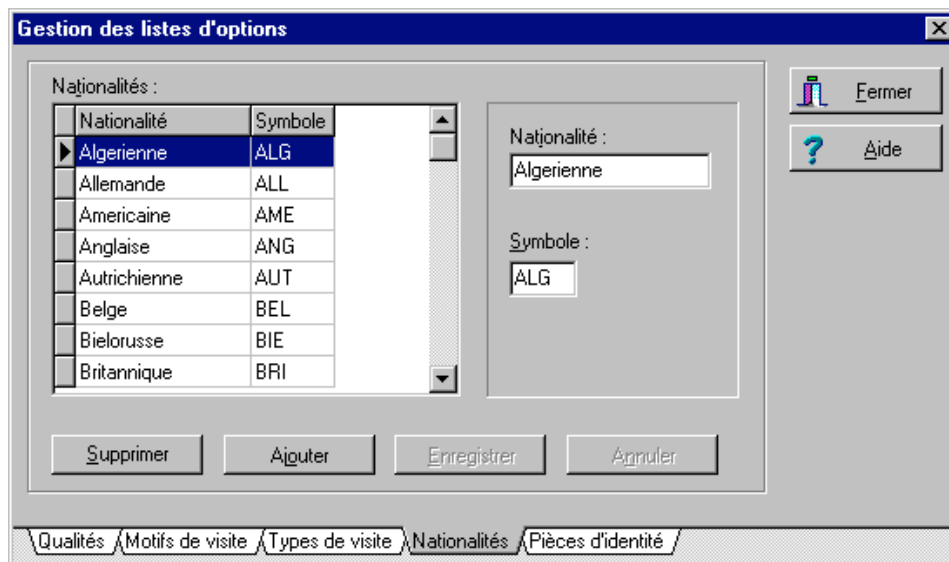 Gestion des listes d'options
Nationalités :
Nationalité Symbole
Algerienne ALG
Allemande ALL
Americaine AME
Anglaise ANG
Autrichienne AUT
Belge BEL
Bielorusse BIE
Britannique BRI
Nationalité :
Algerienne
Symbole :
ALG
Fermer
Aide
Supprimer Ajouter Enregistrer Annuler
Qualités Motifs de visite Types de visite Nationalités Pièces d'identité